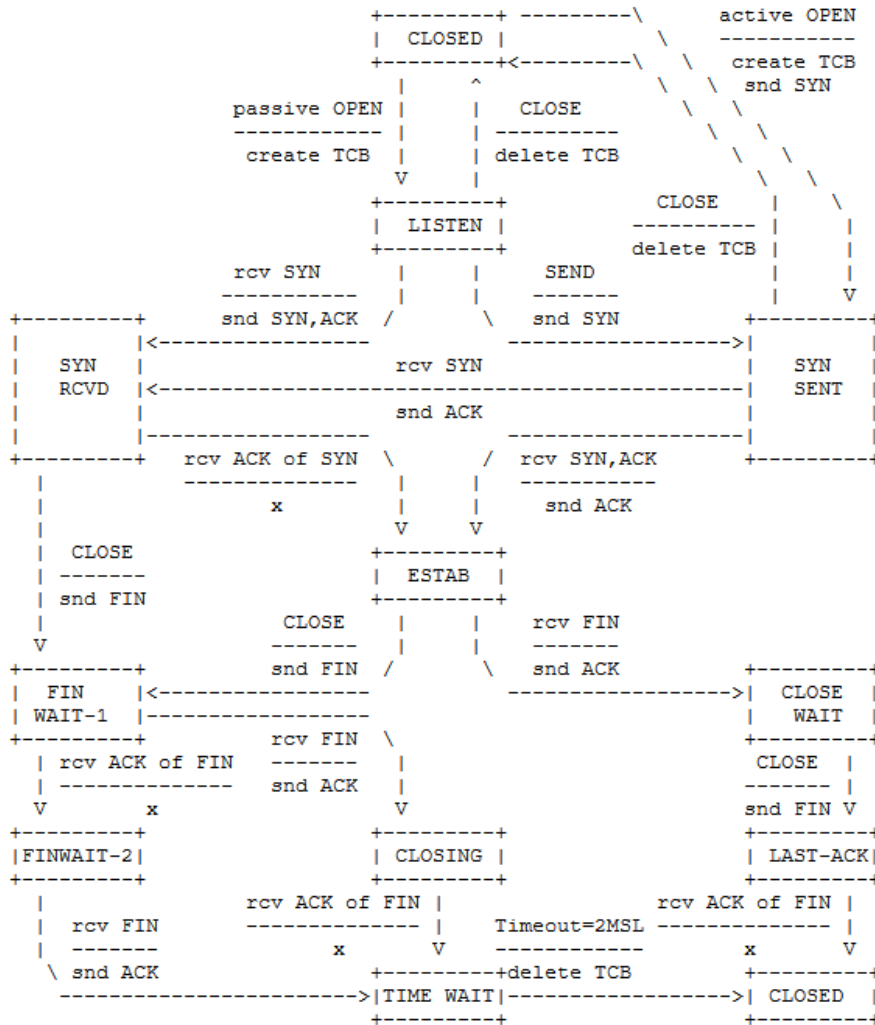 +---------+ ---------\ active OPEN
| CLOSED | \ -----------
+---------+<---------\ \ create TCB
| ^ \ \ snd SYN
passive OPEN | | CLOSE \ \
------------ | | ---------- \ \
create TCB | | delete TCB \ \
V | \ \
+---------+ CLOSE | \
| LISTEN | ---------- | |
+---------+ delete TCB | |
rcv SYN | | SEND | |
----------- | | ------- | V
+---------+ snd SYN,ACK / \ snd SYN +---------+
| |<----------------- ------------------>| |
| SYN | rcv SYN | SYN |
| RCVD |<-----------------------------------------------| SENT |
| | snd ACK | |
| |------------------ -------------------| |
+---------+ rcv ACK of SYN \ / rcv SYN,ACK +---------+
| -------------- | | -----------
| x | | snd ACK
| V V
| CLOSE +---------+
| ------- | ESTAB |
| snd FIN +---------+
| CLOSE | | rcv FIN
V ------- | | -------
+---------+ snd FIN / \ snd ACK +---------+
| FIN |<----------------- ------------------>| CLOSE |
| WAIT-1 |------------------ | WAIT |
+---------+ rcv FIN \ +---------+
| rcv ACK of FIN ------- | CLOSE |
| -------------- snd ACK | ------- |
V x V snd FIN V
+---------+ +---------+ +---------+
|FINWAIT-2| | CLOSING | | LAST-ACK|
+---------+ +---------+ +---------+
| rcv ACK of FIN | rcv ACK of FIN |
| rcv FIN -------------- | Timeout=2MSL -------------- |
| ------- x V ------------ x V
\ snd ACK +---------+delete TCB +---------+
------------------------>|TIME WAIT|------------------>| CLOSED |
+---------+ +---------+